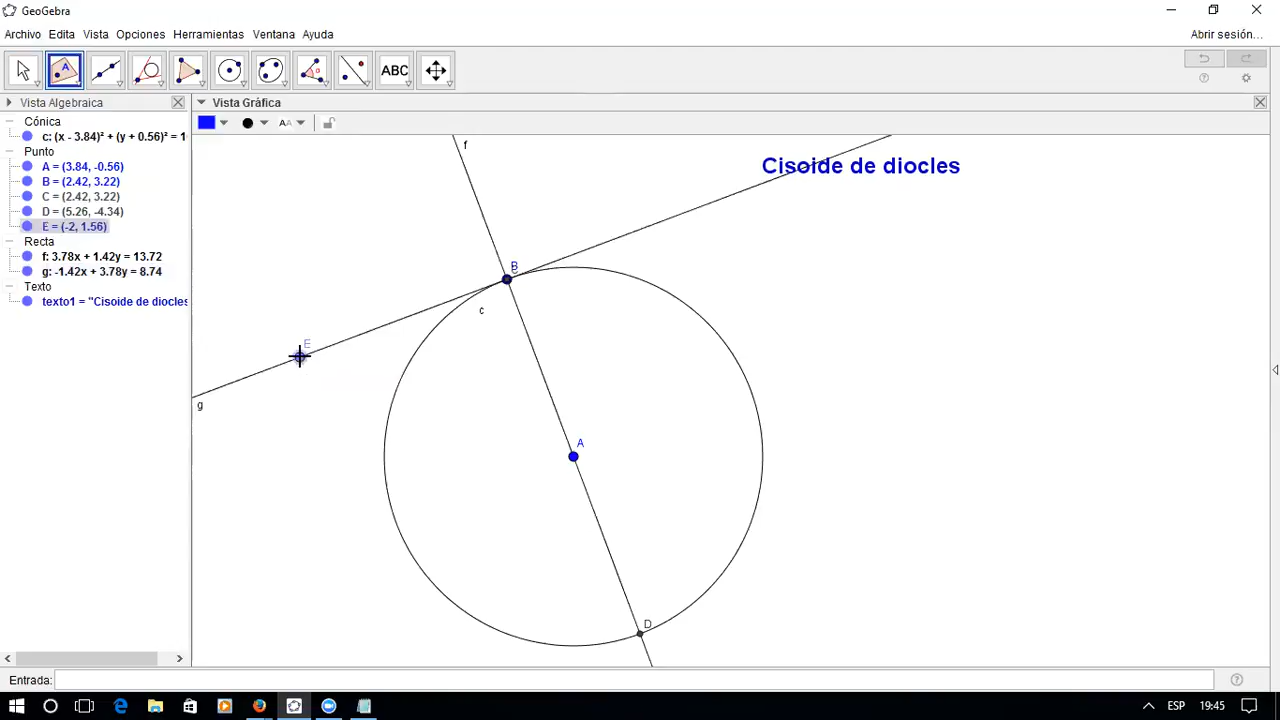 GeoGebra
Archivo Edita Vista Opciones Herramientas Ventana Ayuda
Abrir sesión...
A
α
ABC
Vista Algebraica
Vista Gráfica
AA
Cónica
c: (x - 3.84)² + (y + 0.56)² = 1
Punto
A = (3.84, -0.56)
B = (2.42, 3.22)
C = (2.42, 3.22)
D = (5.26, -4.34)
E = (-2, 1.56)
Recta
f: 3.78x + 1.42y = 13.72
g: -1.42x + 3.78y = 8.74
Texto
texto1 = "Cisoide de diocles
f
Cisoide de diocles
B
c
E
g
A
D
Entrada:
ESP
19:45